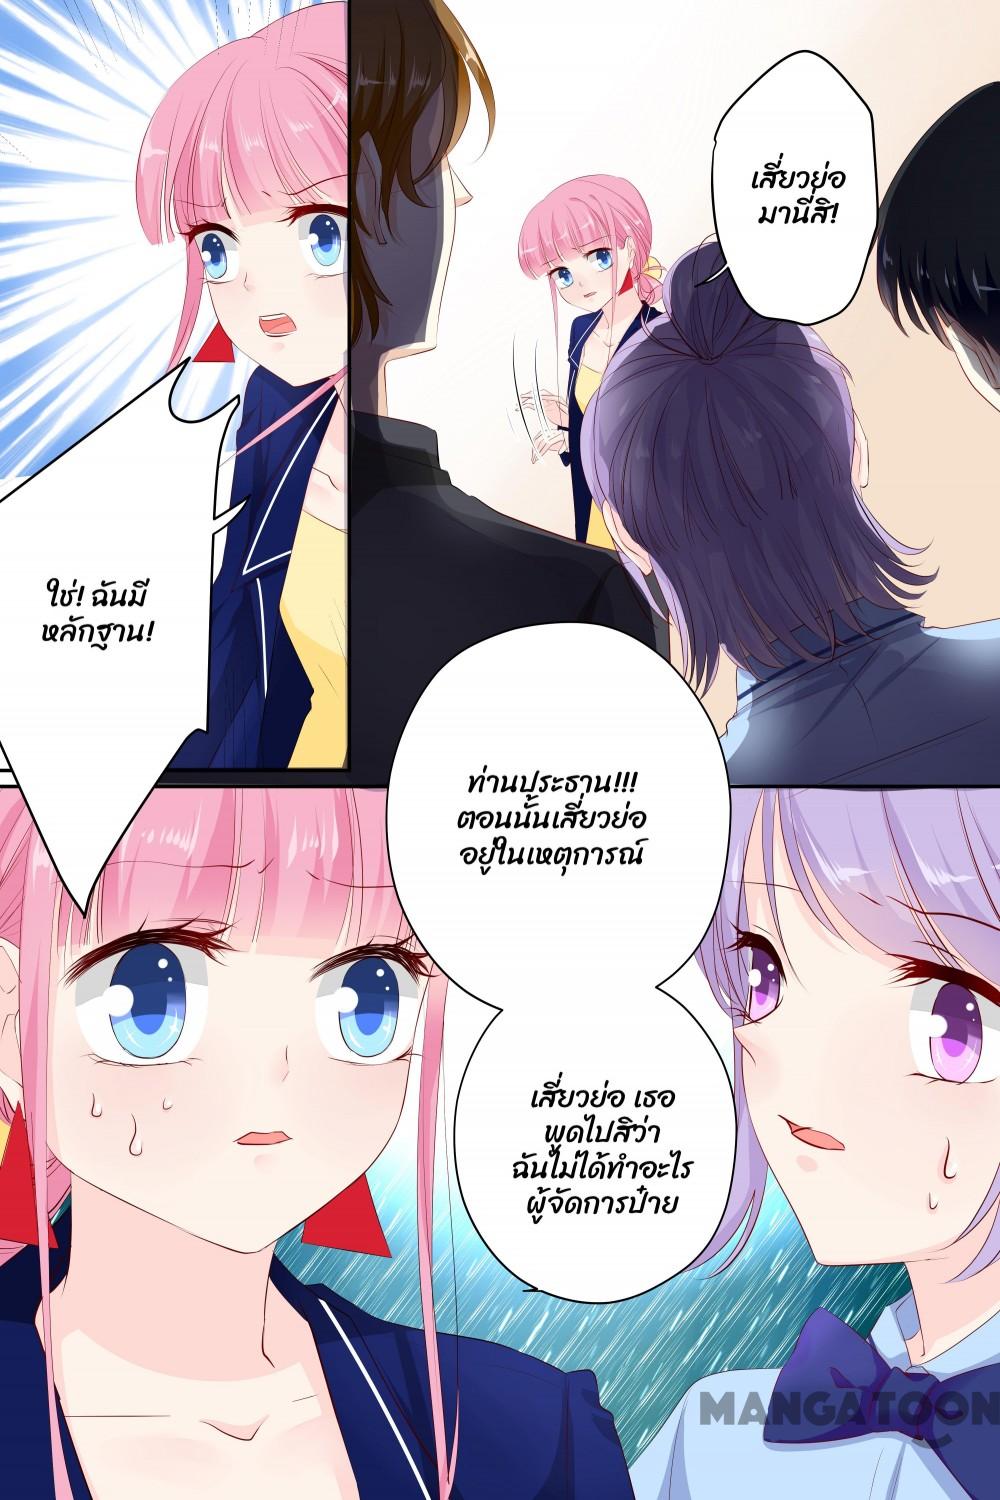 เสี่ยวย่อ
มานี่สิ!
ใช่! ฉันมี
หลักฐาน!
ท่านประธาน!!!
ตอนนั้นเสี่ยวย่อ
อยู่ในเหตุการณ์
เสี่ยวย่อ เธอ
พูดไปสิว่า
ฉันไม่ได้ทำอะไร
ผู้จัดการป๋าย
MANGATOON